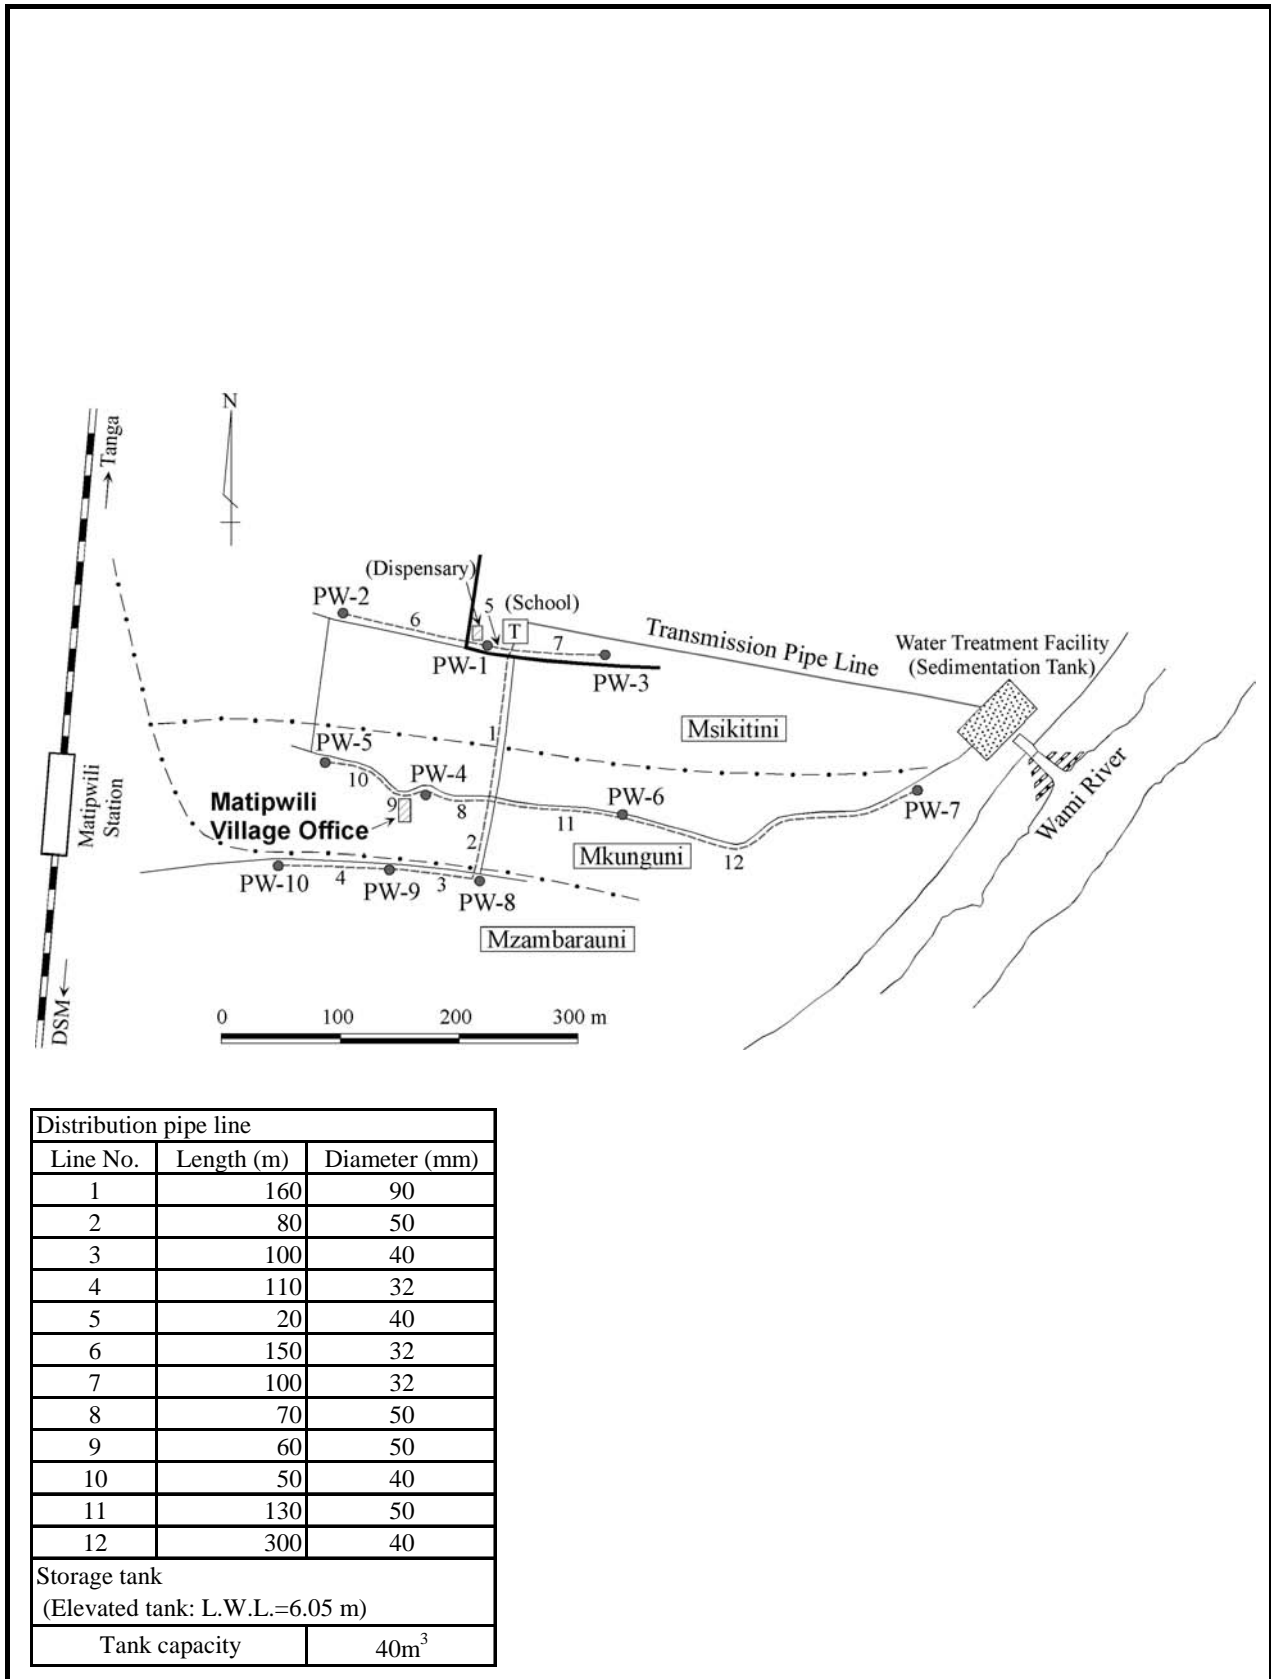 N
Tanga
(Dispensary)
PW-2
5 (School)
6
T
7
PW-1
PW-3
Transmission Pipe Line
Water Treatment Facility
(Sedimentation Tank)
Msikitini
1
PW-5
10
PW-4
PW-6
PW-7
Matipwili
Station
Matipwili
Village Office
9
8
11
Wami River
2
Mkunguni
12
PW-10
4
PW-9
3
PW-8
Mzambarauni
DSM
0 100 200 300 m
Distribution pipe line
Line No. Length (m) Diameter (mm)
1 160 90
2 80 50
3 100 40
4 110 32
5 20 40
6 150 32
7 100 32
8 70 50
9 60 50
10 50 40
11 130 50
12 300 40
Storage tank
(Elevated tank: L.W.L.=6.05 m)
Tank capacity 40m³